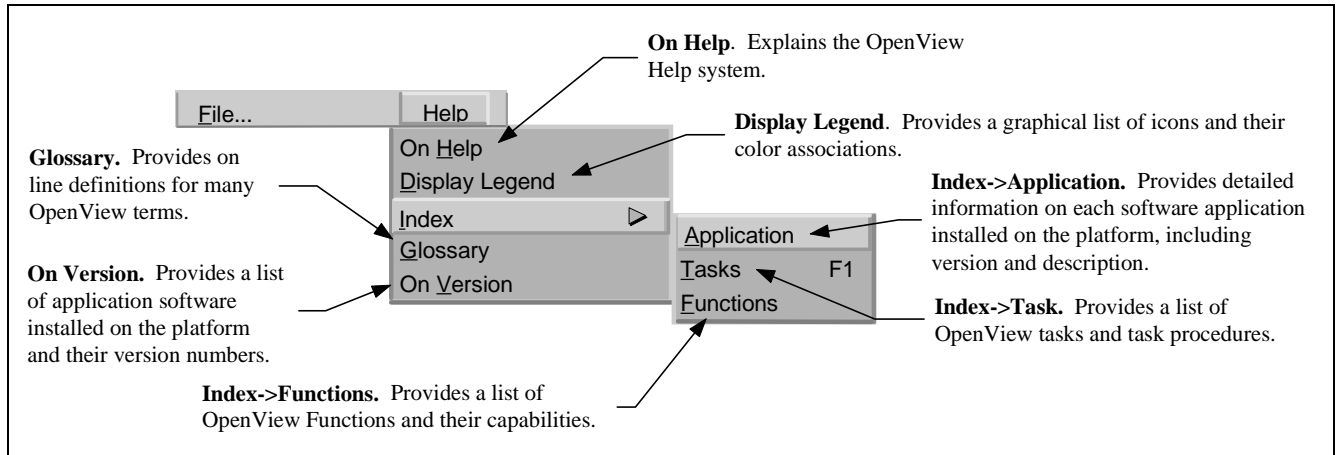 On Help.  Explains the OpenView
Help system.
File...
Help
Display Legend.  Provides a graphical list of icons and their
color associations.
On Help
Display Legend
Index
Glossary
On Version
Glossary.  Provides on
line definitions for many
OpenView terms.
Index->Application.  Provides detailed
information on each software application
installed on the platform, including
version and description.
Application
Tasks F1
Functions
On Version.  Provides a list
of application software
installed on the platform
and their version numbers.
Index->Task.  Provides a list of
OpenView tasks and task procedures.
Index->Functions.  Provides a list of
OpenView Functions and their capabilities.